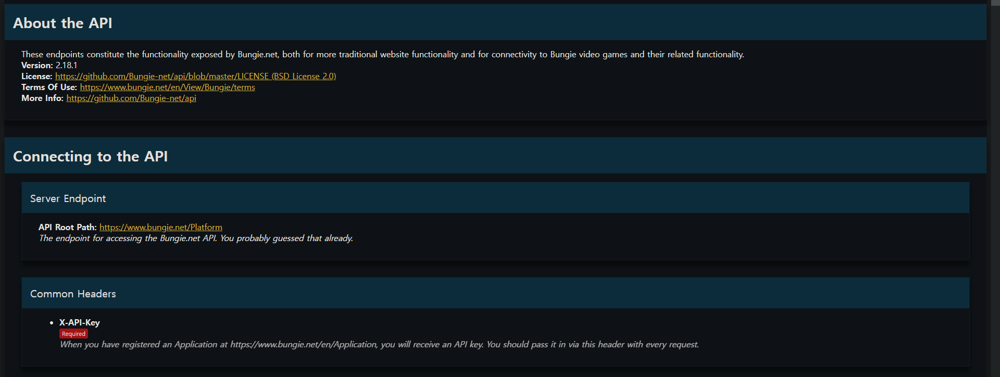 About the API
These endpoints constitute the functionality exposed by Bungie.net, both for more traditional website functionality and for connectivity to Bungie video games and their related functionality.
Version: 2.18.1
License: https://github.com/Bungie-net/api/blob/master/LICENSE (BSD License 2.0)
Terms Of Use: https://www.bungie.net/en/View/Bungie/terms
More Info: https://github.com/Bungie-net/api
Connecting to the API
Server Endpoint
API Root Path: https://www.bungie.net/Platform
The endpoint for accessing the Bungie.net API. You probably guessed that already.
Common Headers
• X-API-Key
Required
When you have registered an Application at https://www.bungie.net/en/Application, you will receive an API key. You should pass it in via this header with every request.